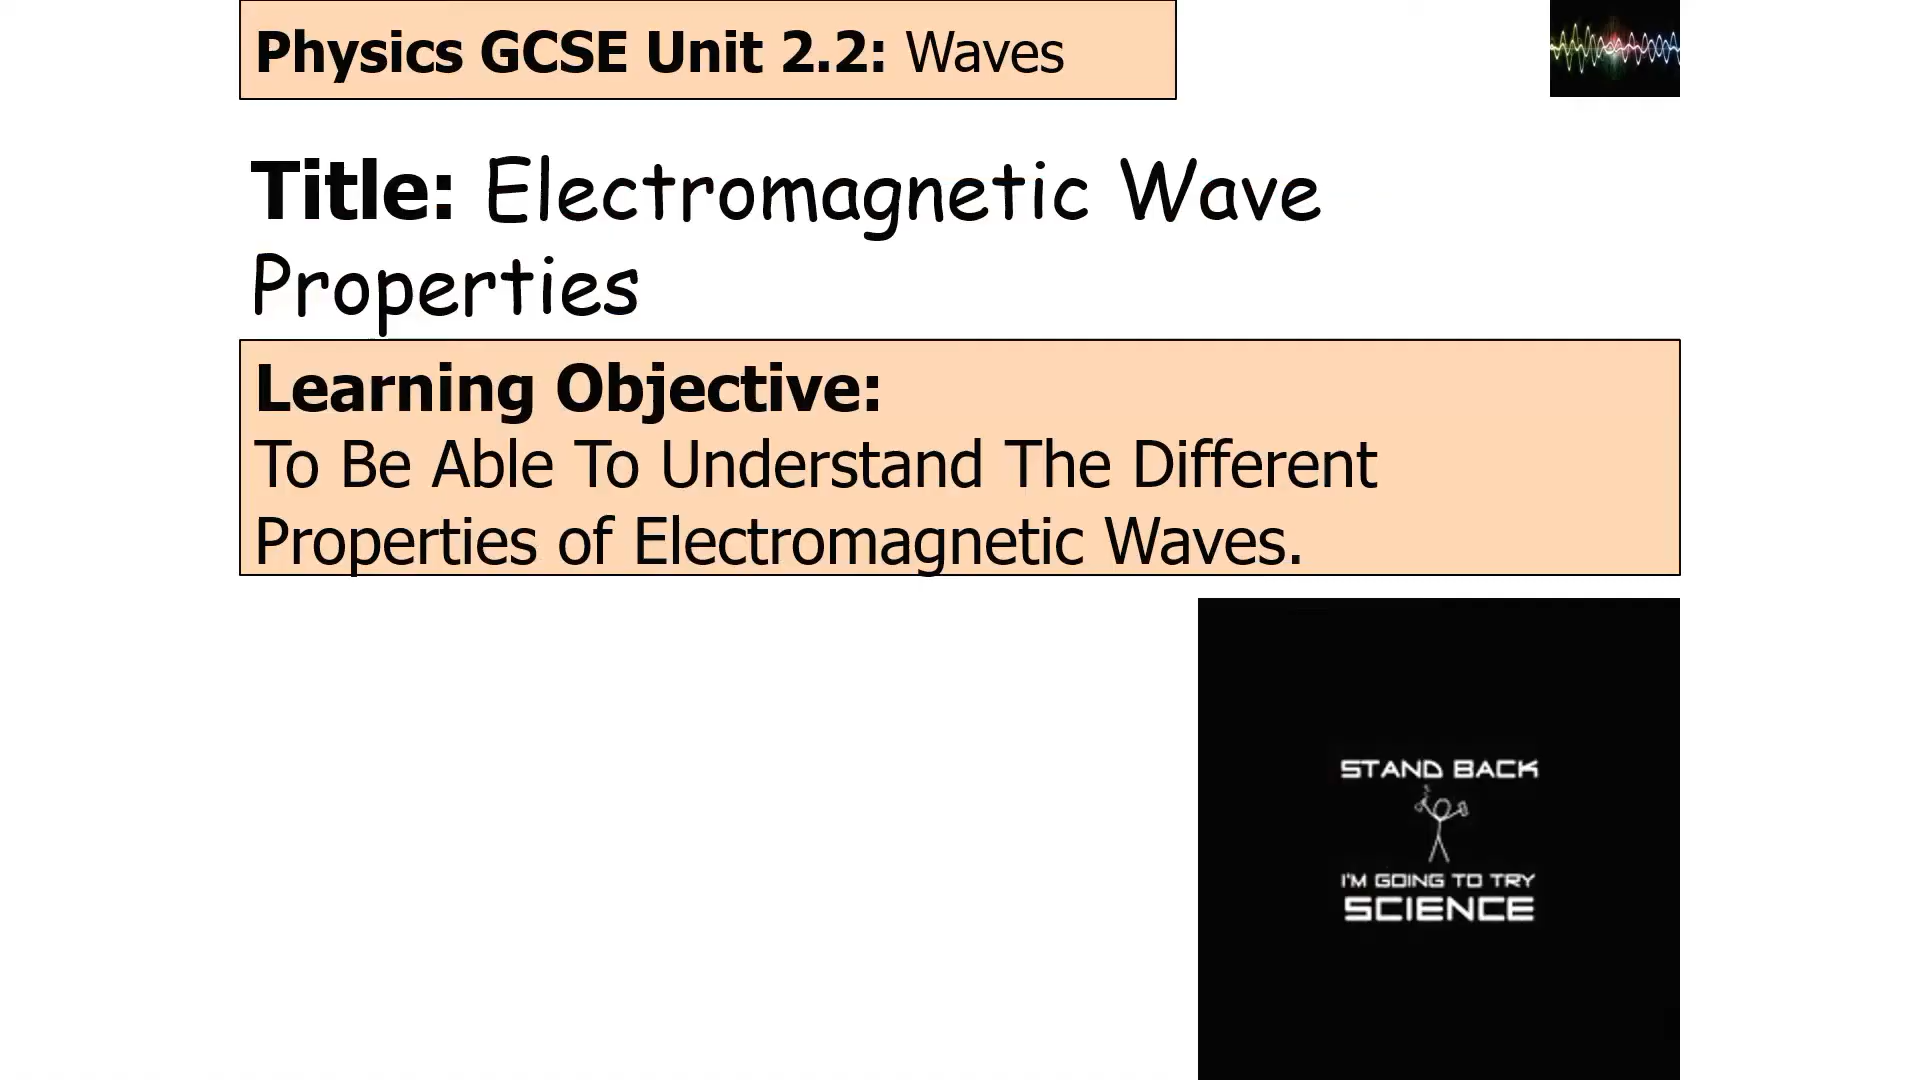 Physics GCSE Unit 2.2: Waves
Title: Electromagnetic Wave
Properties
Learning Objective:
To Be Able To Understand The Different
Properties of Electromagnetic Waves.
STAND BACK
I'M GOING TO TRY
SCIENCE